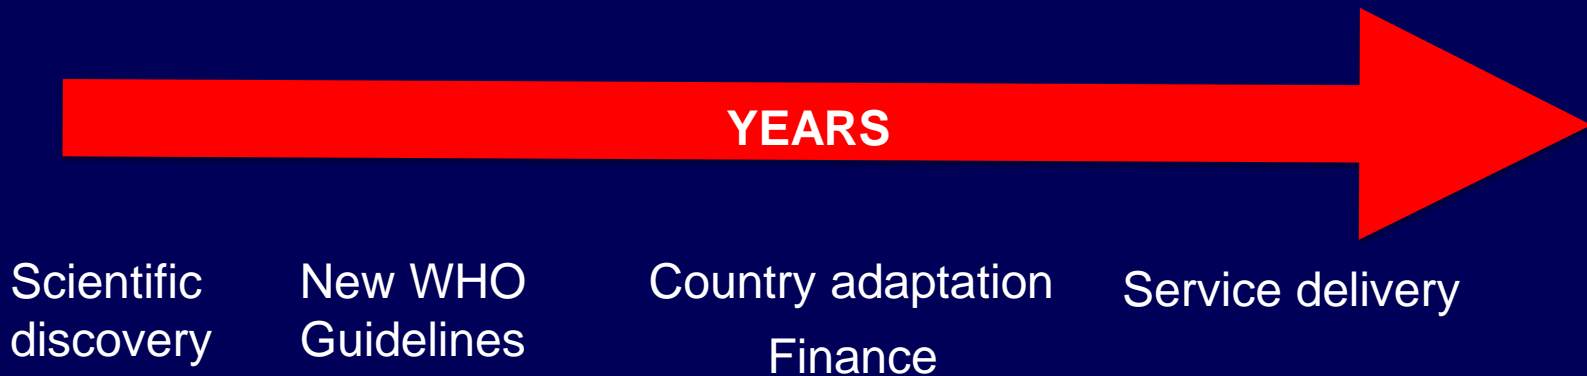 YEARS
Scientific
discovery
New WHO
Guidelines
Country adaptation
Finance
Service delivery